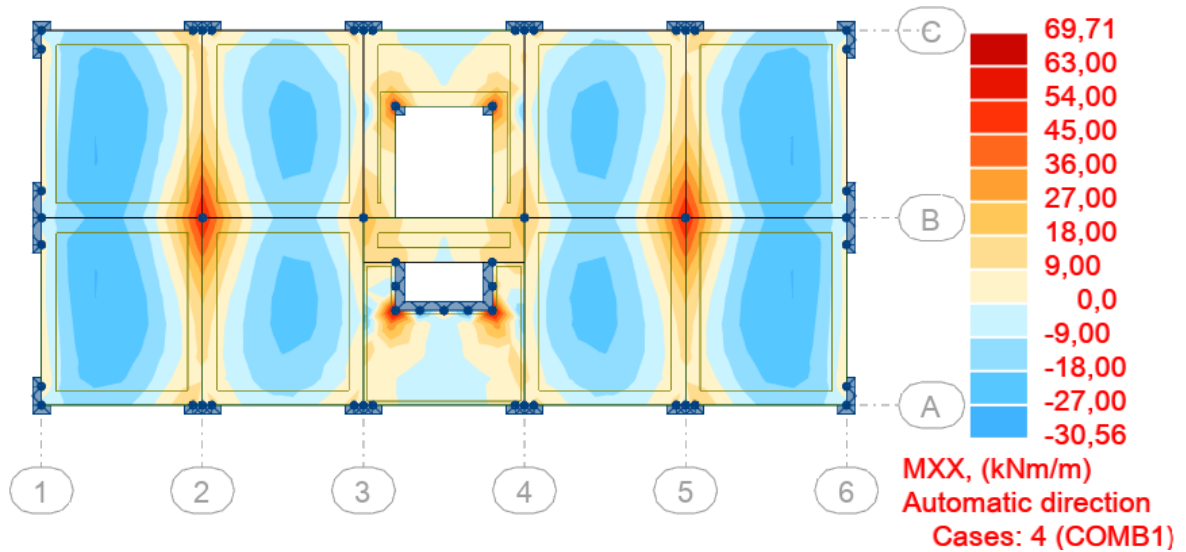 C
B
A
1 2 3 4 5 6
69,71
63,00
54,00
45,00
36,00
27,00
18,00
9,00
0,0
-9,00
-18,00
-27,00
-30,56
MXX, (kNm/m)
Automatic direction
Cases: 4 (COMB1)